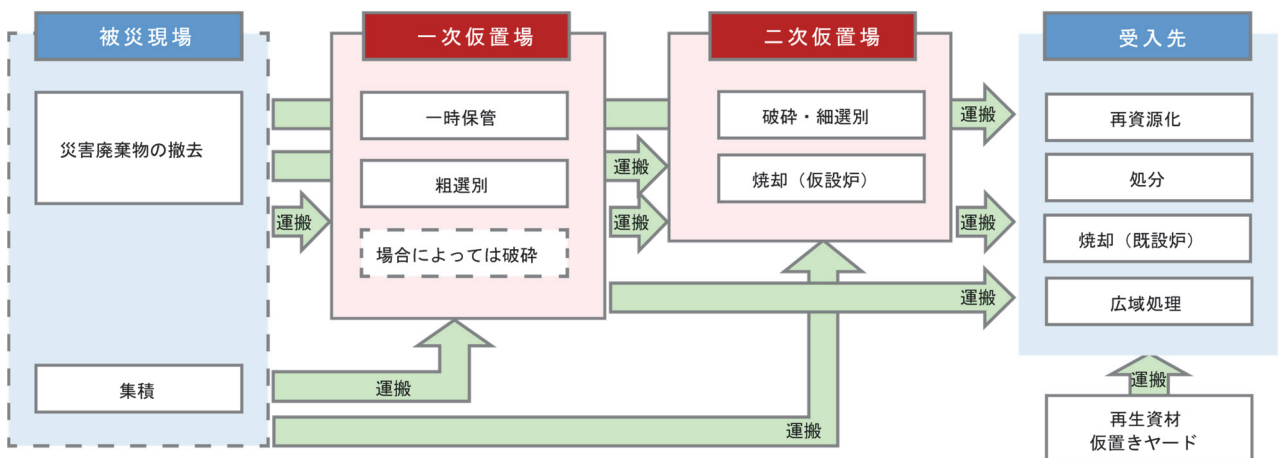 被災現場
災害廃棄物の撤去
集積
運搬
一次仮置場
一時保管
粗選別
場合によっては破砕
運搬
運搬
運搬
運搬
運搬
二次仮置場
破砕・細選別
焼却（仮設炉）
運搬
運搬
運搬
受入先
再資源化
処分
焼却（既設炉）
広域処理
運搬
再生資材
仮置きヤード